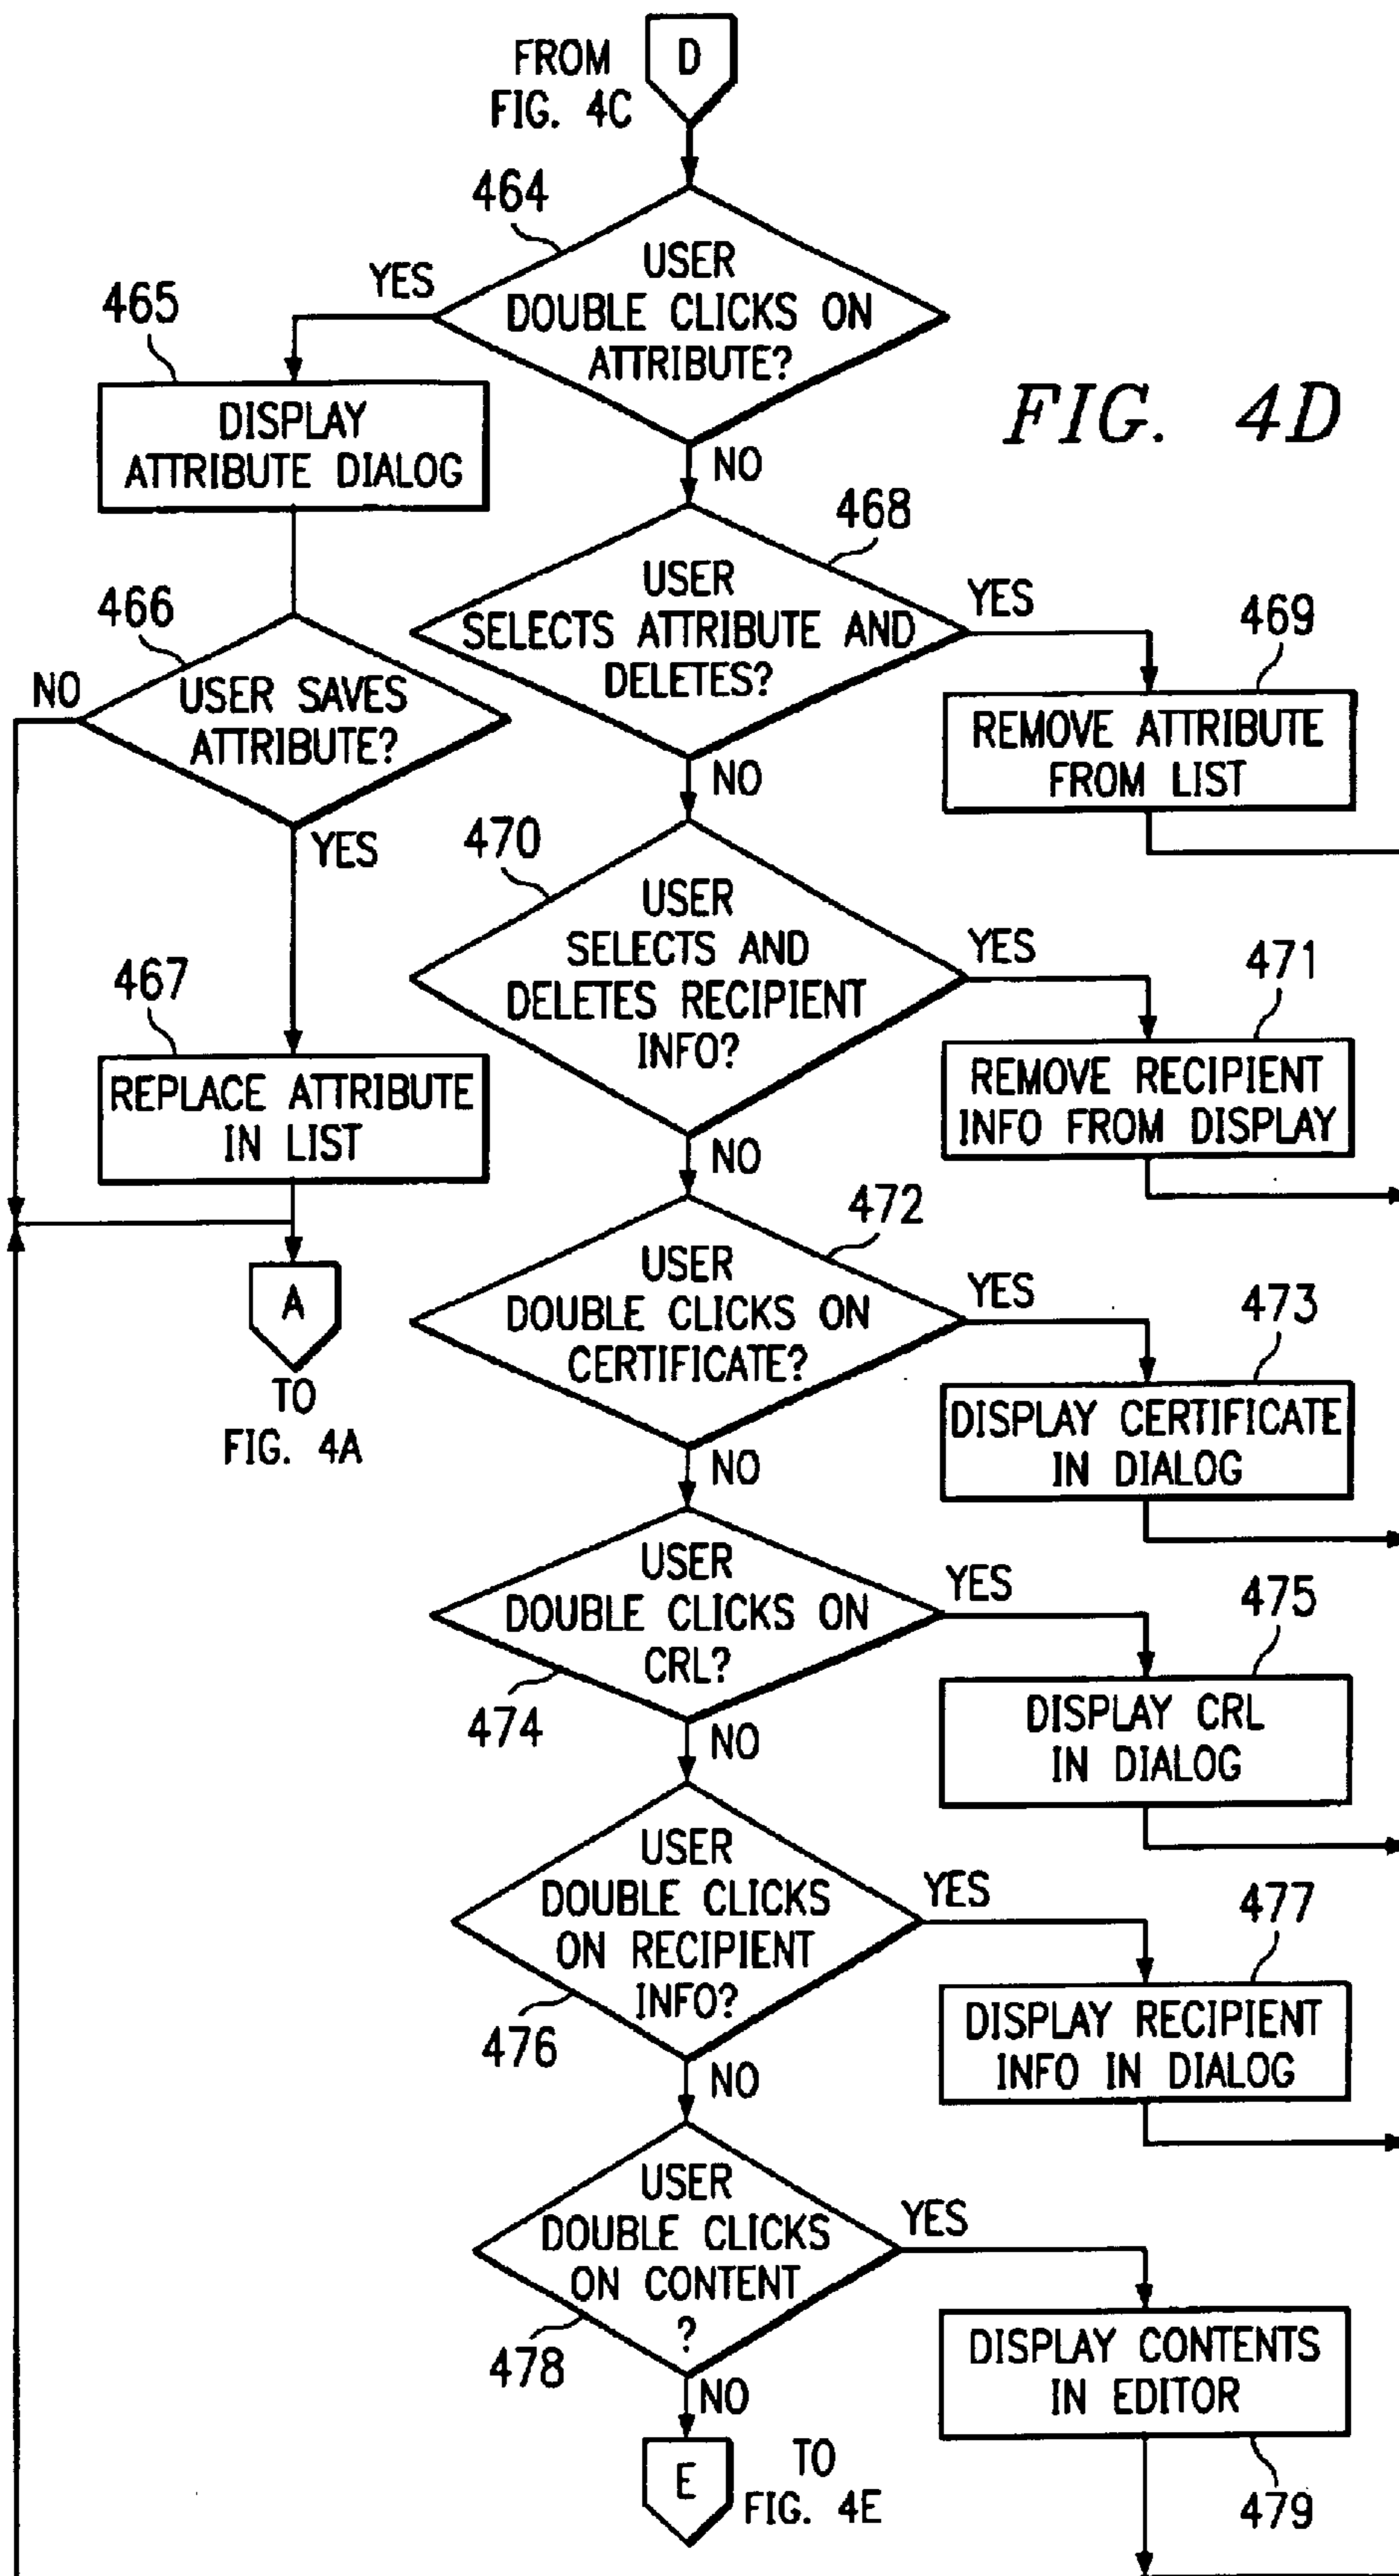 FROM
FIG. 4C
D
464
USER
DOUBLE CLICKS ON
ATTRIBUTE?
YES
NO
465
DISPLAY
ATTRIBUTE DIALOG
FIG. 4D
468
USER
SELECTS ATTRIBUTE AND
DELETES?
YES
NO
469
REMOVE ATTRIBUTE
FROM LIST
466
USER SAVES
ATTRIBUTE?
NO
YES
467
REPLACE ATTRIBUTE
IN LIST
A
TO
FIG. 4A
470
USER
SELECTS AND
DELETES RECIPIENT
INFO?
YES
NO
471
REMOVE RECIPIENT
INFO FROM DISPLAY
472
USER
DOUBLE CLICKS ON
CERTIFICATE?
YES
NO
473
DISPLAY CERTIFICATE
IN DIALOG
474
USER
DOUBLE CLICKS ON
CRL?
YES
NO
475
DISPLAY CRL
IN DIALOG
476
USER
DOUBLE CLICKS
ON RECIPIENT
INFO?
YES
NO
477
DISPLAY RECIPIENT
INFO IN DIALOG
478
USER
DOUBLE CLICKS
ON CONTENT
?
YES
NO
DISPLAY CONTENTS
IN EDITOR
479
E
TO
FIG. 4E